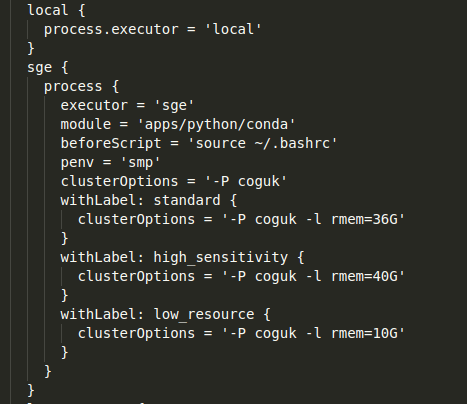 local {
process.executor = 'local'
}
sge {
process {
executor = 'sge'
module = 'apps/python/conda'
beforeScript = 'source ~/.bashrc'
penv = 'smp'
clusterOptions = '-P coguk'
withLabel: standard {
clusterOptions = '-P coguk -l rmem=36G'
}
withLabel: high_sensitivity {
clusterOptions = '-P coguk -l rmem=40G'
}
withLabel: low_resource {
clusterOptions = '-P coguk -l rmem=10G'
}
}
}